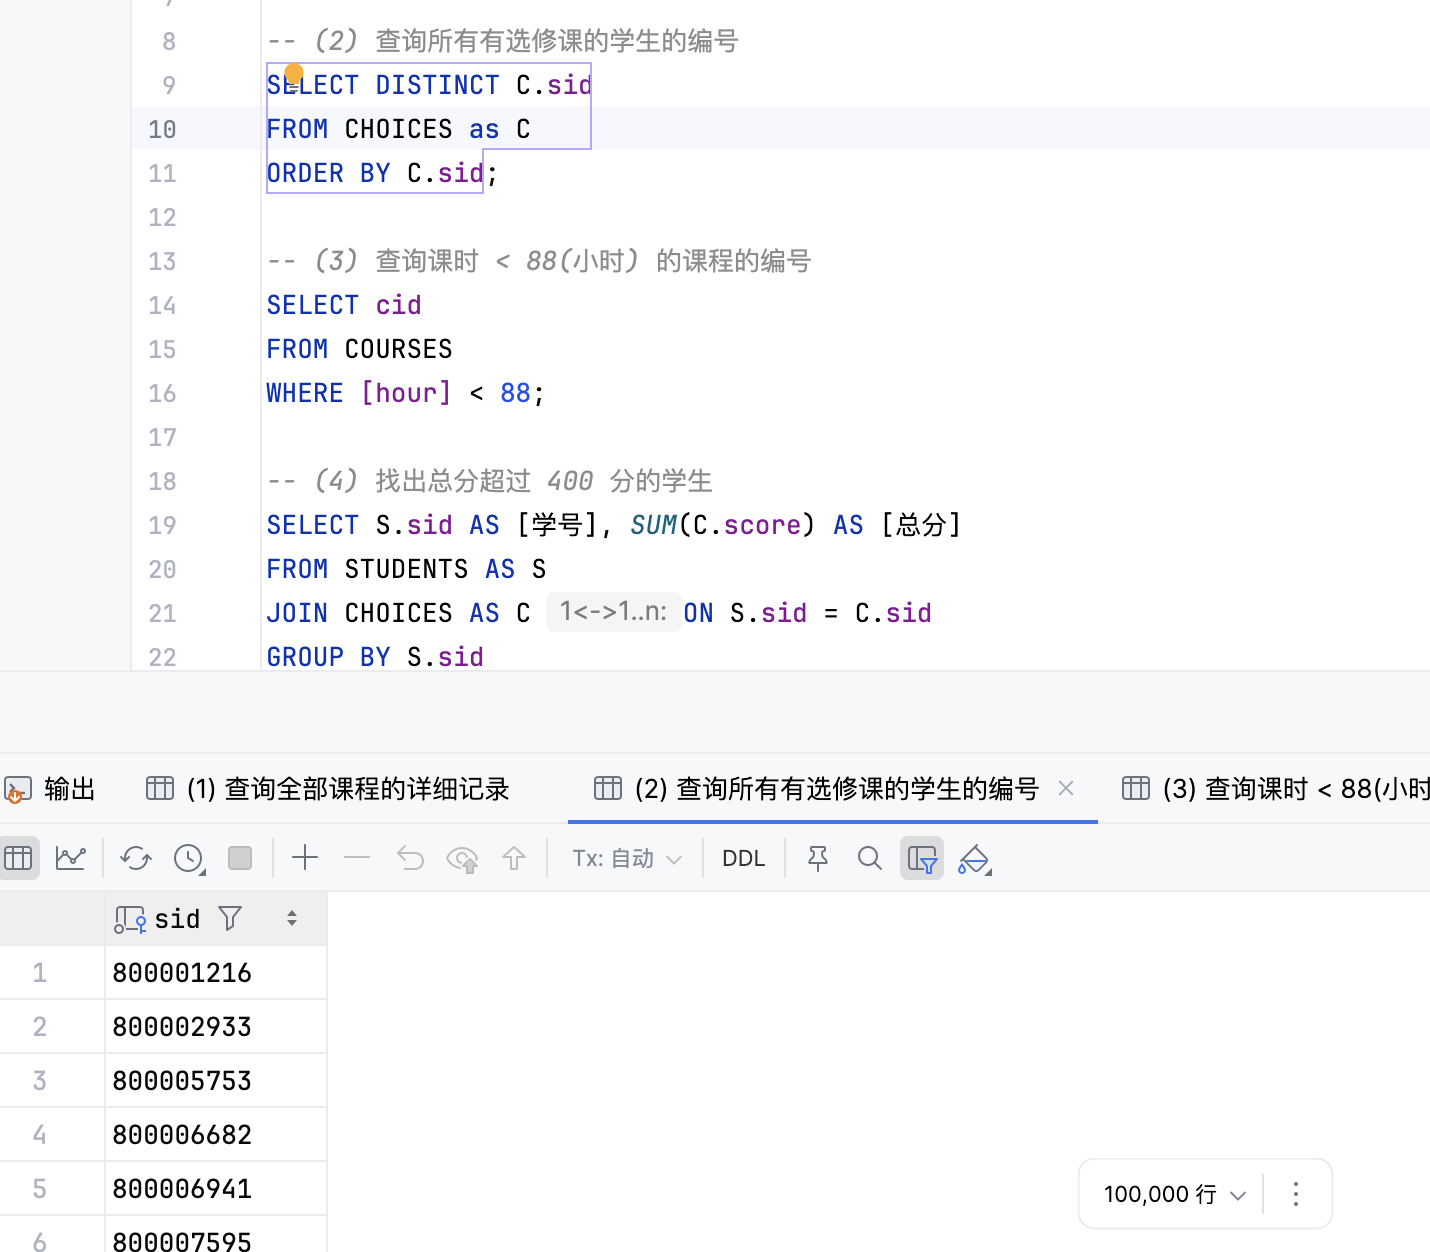 8 -- (2) 查询所有有选修课的学生的编号
9 SELECT DISTINCT C.sid
10 FROM CHOICES as C
11 ORDER BY C.sid;
12
13 -- (3) 查询课时 < 88(小时) 的课程的编号
14 SELECT cid
15 FROM COURSES
16 WHERE [hour] < 88;
17
18 -- (4) 找出总分超过 400 分的学生
19 SELECT S.sid AS [学号], SUM(C.score) AS [总分]
20 FROM STUDENTS AS S
21 JOIN CHOICES AS C 1<->1..n: ON S.sid = C.sid
22 GROUP BY S.sid
输出 (1) 查询全部课程的详细记录 (2) 查询所有有选修课的学生的编号 (3) 查询课时 < 88(小时
Tx: 自动 DDL
sid
1 800001216
2 800002933
3 800005753
4 800006682
5 800006941
6 800007595
100,000 行